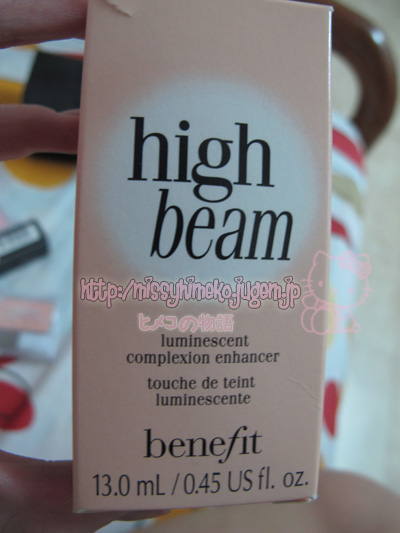 high
beam
http://missyhimeko.jugem.jp
ヒメコの物語
luminescent
complexion enhancer
touche de teint
luminescente
benefit
13.0 mL / 0.45 US fl. oz.